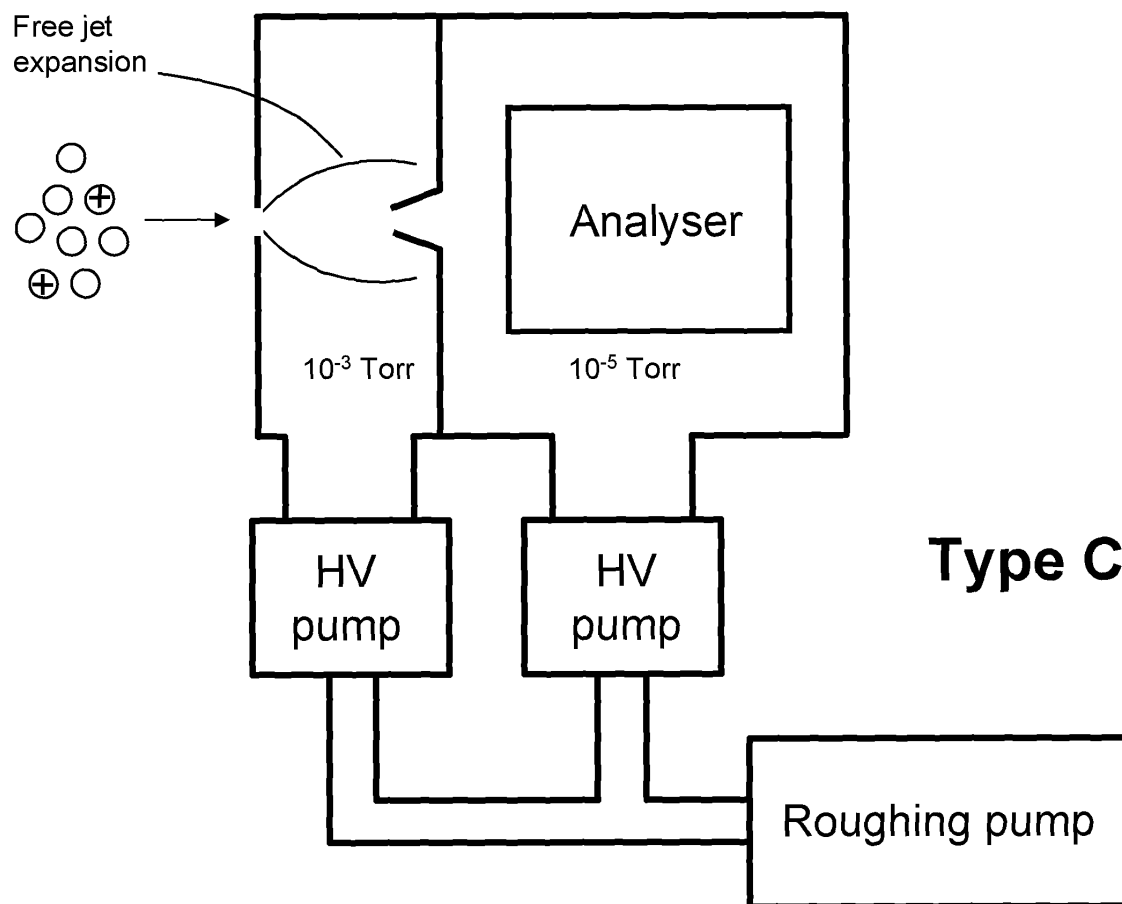 Free jet
expansion
Analyser
10⁻³ Torr
10⁻⁵ Torr
HV
pump
HV
pump
Type C
Roughing pump